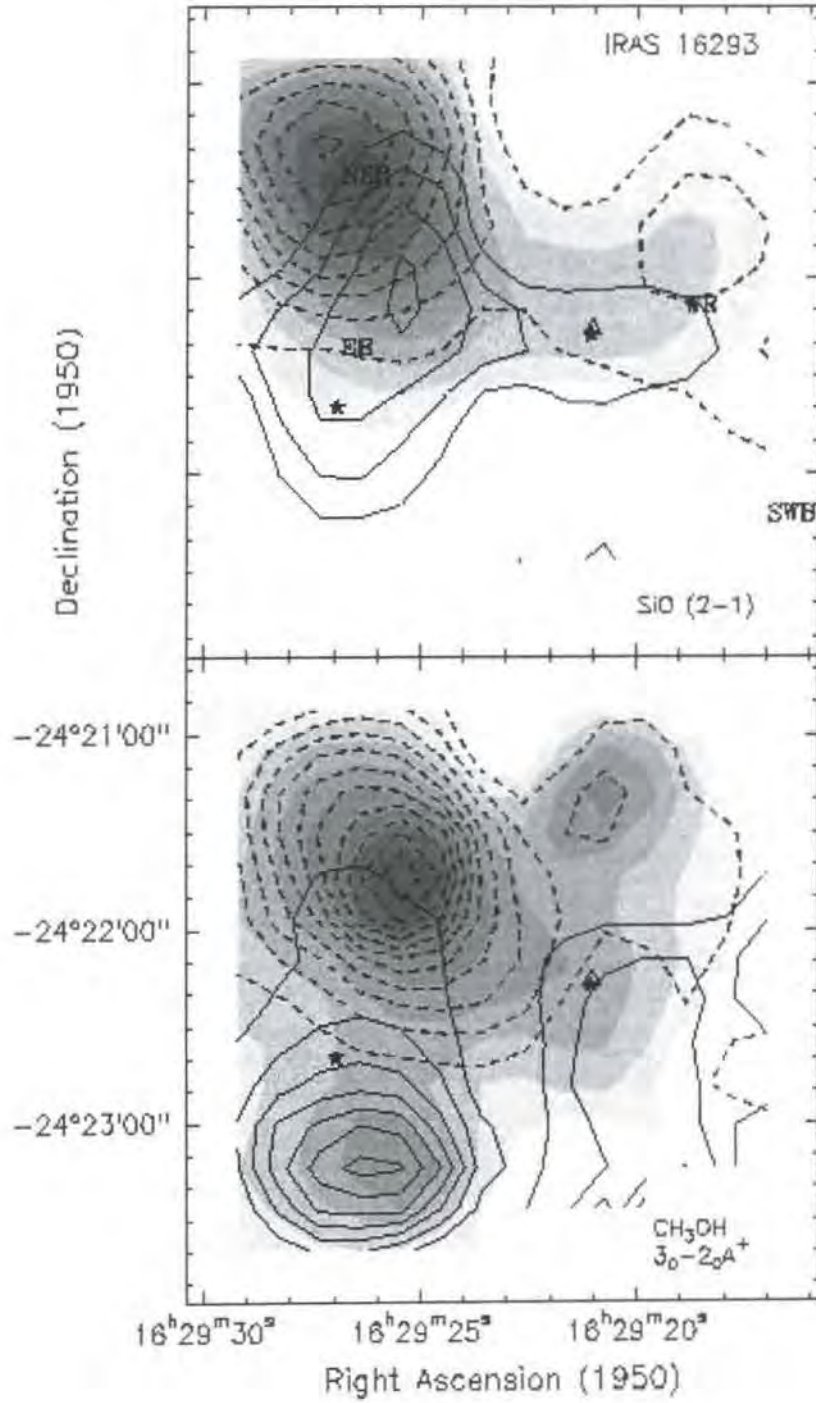 IRAS 16293
NER
WR
EB
SWB
SiO (2-1)
Declination (1950)
-24°21'00"
-24°22'00"
-24°23'00"
CH₃OH
3₀-2₀A⁺
16ʰ29ᵐ30ˢ
16ʰ29ᵐ25ˢ
16ʰ29ᵐ20ˢ
Right Ascension (1950)